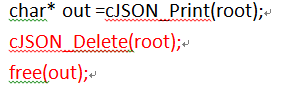 char* out =cJSON_Print(root);
cJSON_Delete(root);
free(out);